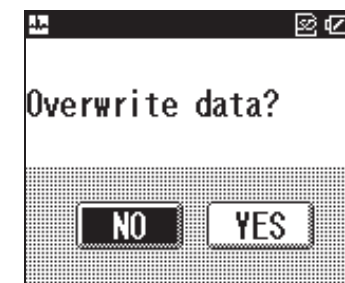 Overwrite data?
NO YES